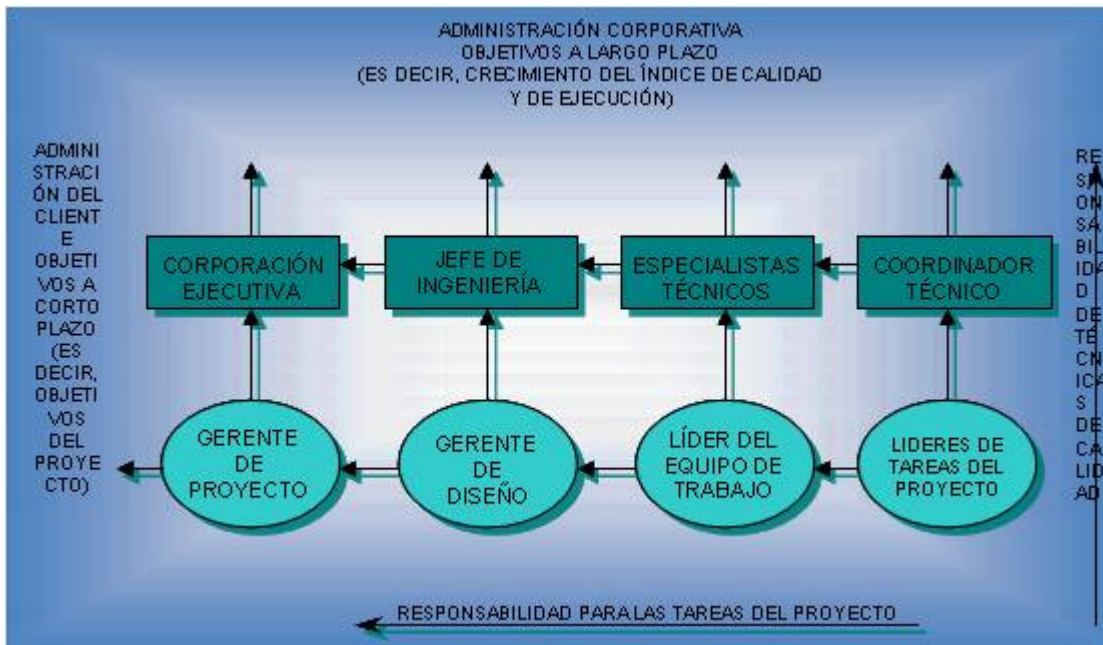 ADMINISTRACIÓN CORPORATIVA
OBJETIVOS A LARGO PLAZO
(ES DECIR, CRECIMIENTO DEL ÍNDICE DE CALIDAD
Y DE EJECUCIÓN)
ADMINI
STRACI
ÓN DEL
CLIENT
E
OBJETI
VOS A
CORTO
PLAZO
(ES
DECIR,
OBJETI
VOS
DEL
PROYE
CTO)
CORPORACIÓN
EJECUTIVA
JEFE DE
INGENIERÍA
ESPECIALISTAS
TÉCNICOS
COORDINADOR
TÉCNICO
GERENTE
DE
PROYECTO
GERENTE
DE
DISEÑO
LÍDER DEL
EQUIPO DE
TRABAJO
LIDERES DE
TAREAS DEL
PROYECTO
RE
SP
ON
SA
BIL
IDA
D
DE
TÉ
CN
ICA
S
DE
CA
LID
AD
RESPONSABILIDAD PARA LAS TAREAS DEL PROYECTO